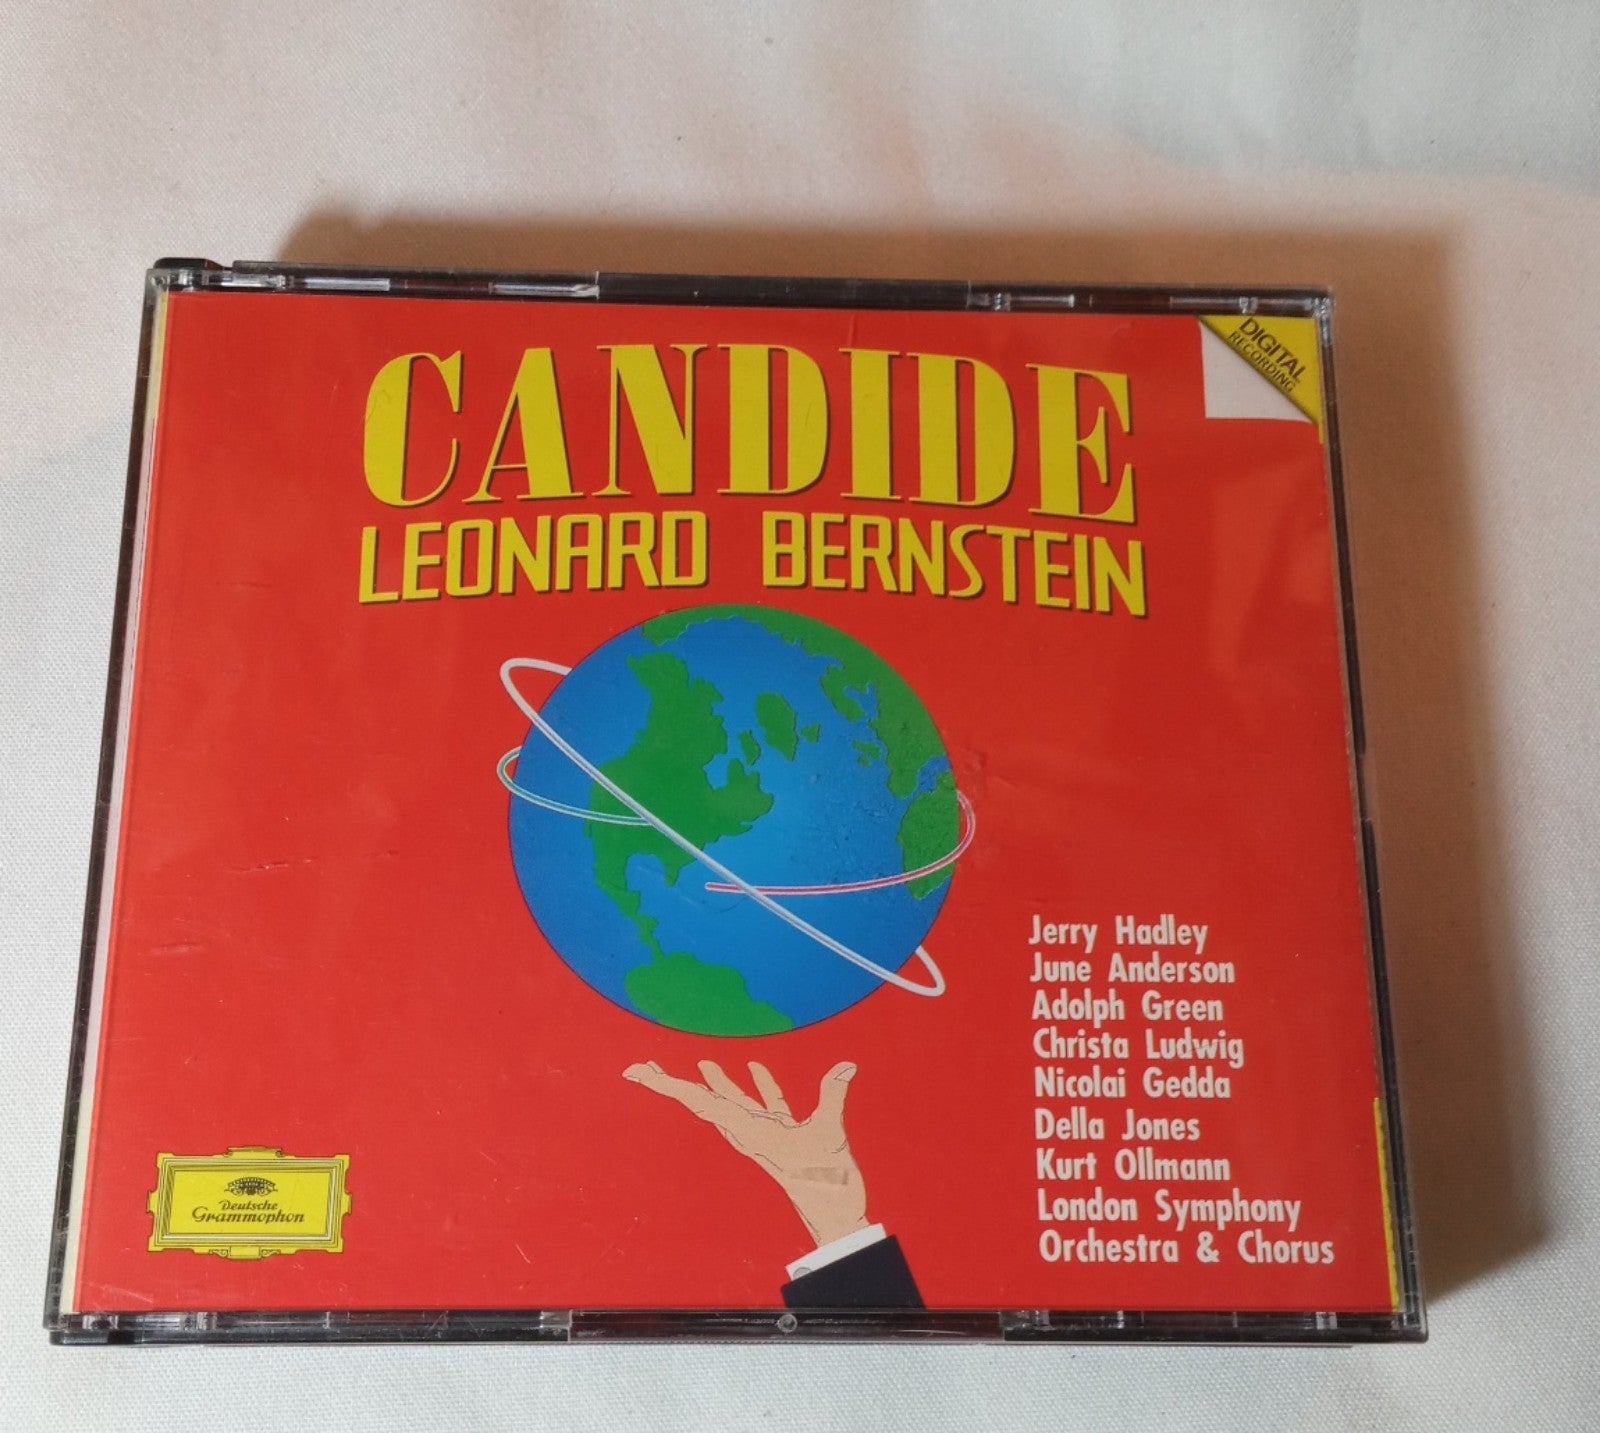 CANDIDE
LEONARD BERNSTEIN
DIGITAL
RECORDING
Jerry Hadley
June Anderson
Adolph Green
Christa Ludwig
Nicolai Gedda
Della Jones
Kurt Ollmann
London Symphony
Orchestra & Chorus
Deutsche
Grammophon